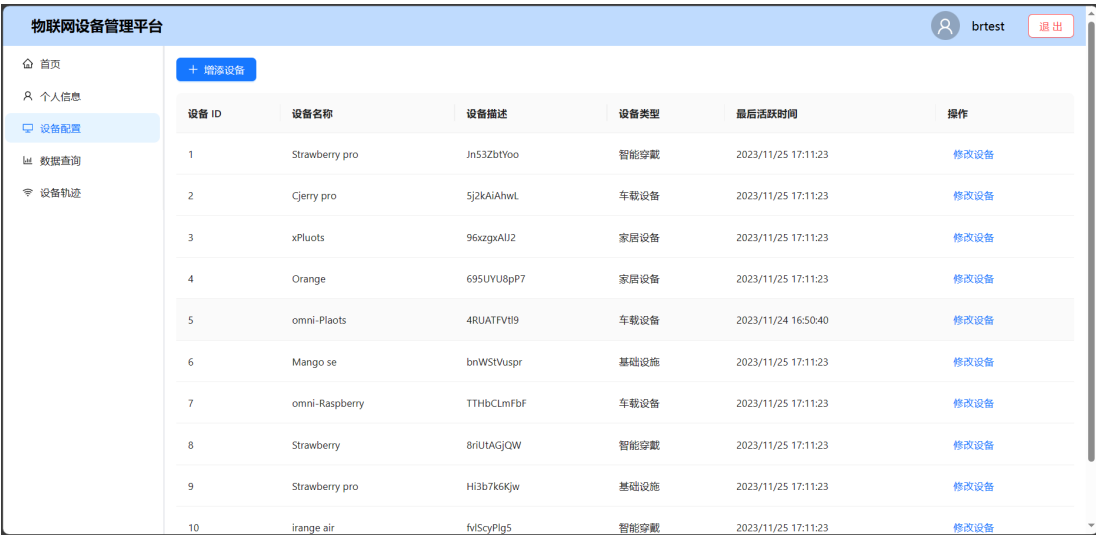 物联网设备管理平台 brtest 退 出
首页
个人信息
设备配置
数据查询
设备轨迹
+ 增添设备
设备 ID 设备名称 设备描述 设备类型 最后活跃时间 操作
1 Strawberry pro Jn53ZbtYoo 智能穿戴 2023/11/25 17:11:23 修改设备
2 Cjerry pro 5j2kAiAhwL 车载设备 2023/11/25 17:11:23 修改设备
3 xPluots 96xzgxAlJ2 家居设备 2023/11/25 17:11:23 修改设备
4 Orange 695UYU8pP7 家居设备 2023/11/25 17:11:23 修改设备
5 omni-Plaots 4RUATFVtl9 车载设备 2023/11/24 16:50:40 修改设备
6 Mango se bnWStVuspr 基础设施 2023/11/25 17:11:23 修改设备
7 omni-Raspberry TTHbCLmFbF 车载设备 2023/11/25 17:11:23 修改设备
8 Strawberry 8riUtAGjQW 智能穿戴 2023/11/25 17:11:23 修改设备
9 Strawberry pro Hi3b7k6Kjw 基础设施 2023/11/25 17:11:23 修改设备
10 irange air fvlScyPlg5 智能穿戴 2023/11/25 17:11:23 修改设备